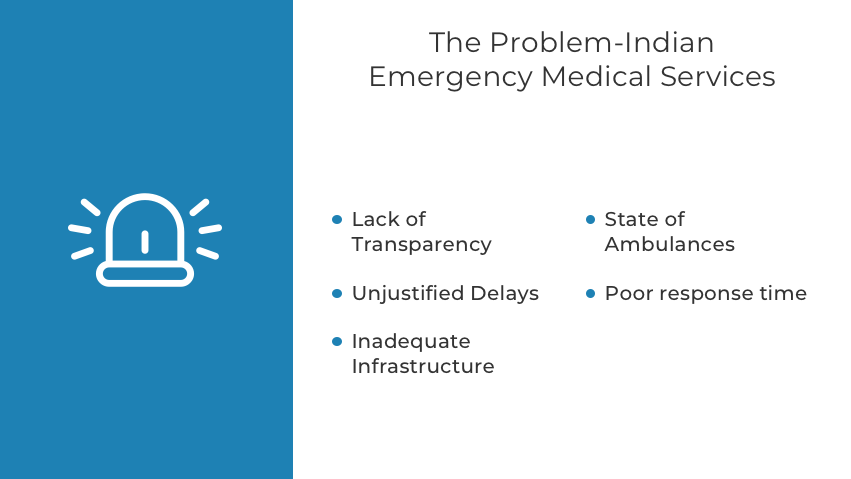 The Problem-Indian
Emergency Medical Services
Lack of
Transparency
Unjustified Delays
Inadequate
Infrastructure
State of
Ambulances
Poor response time